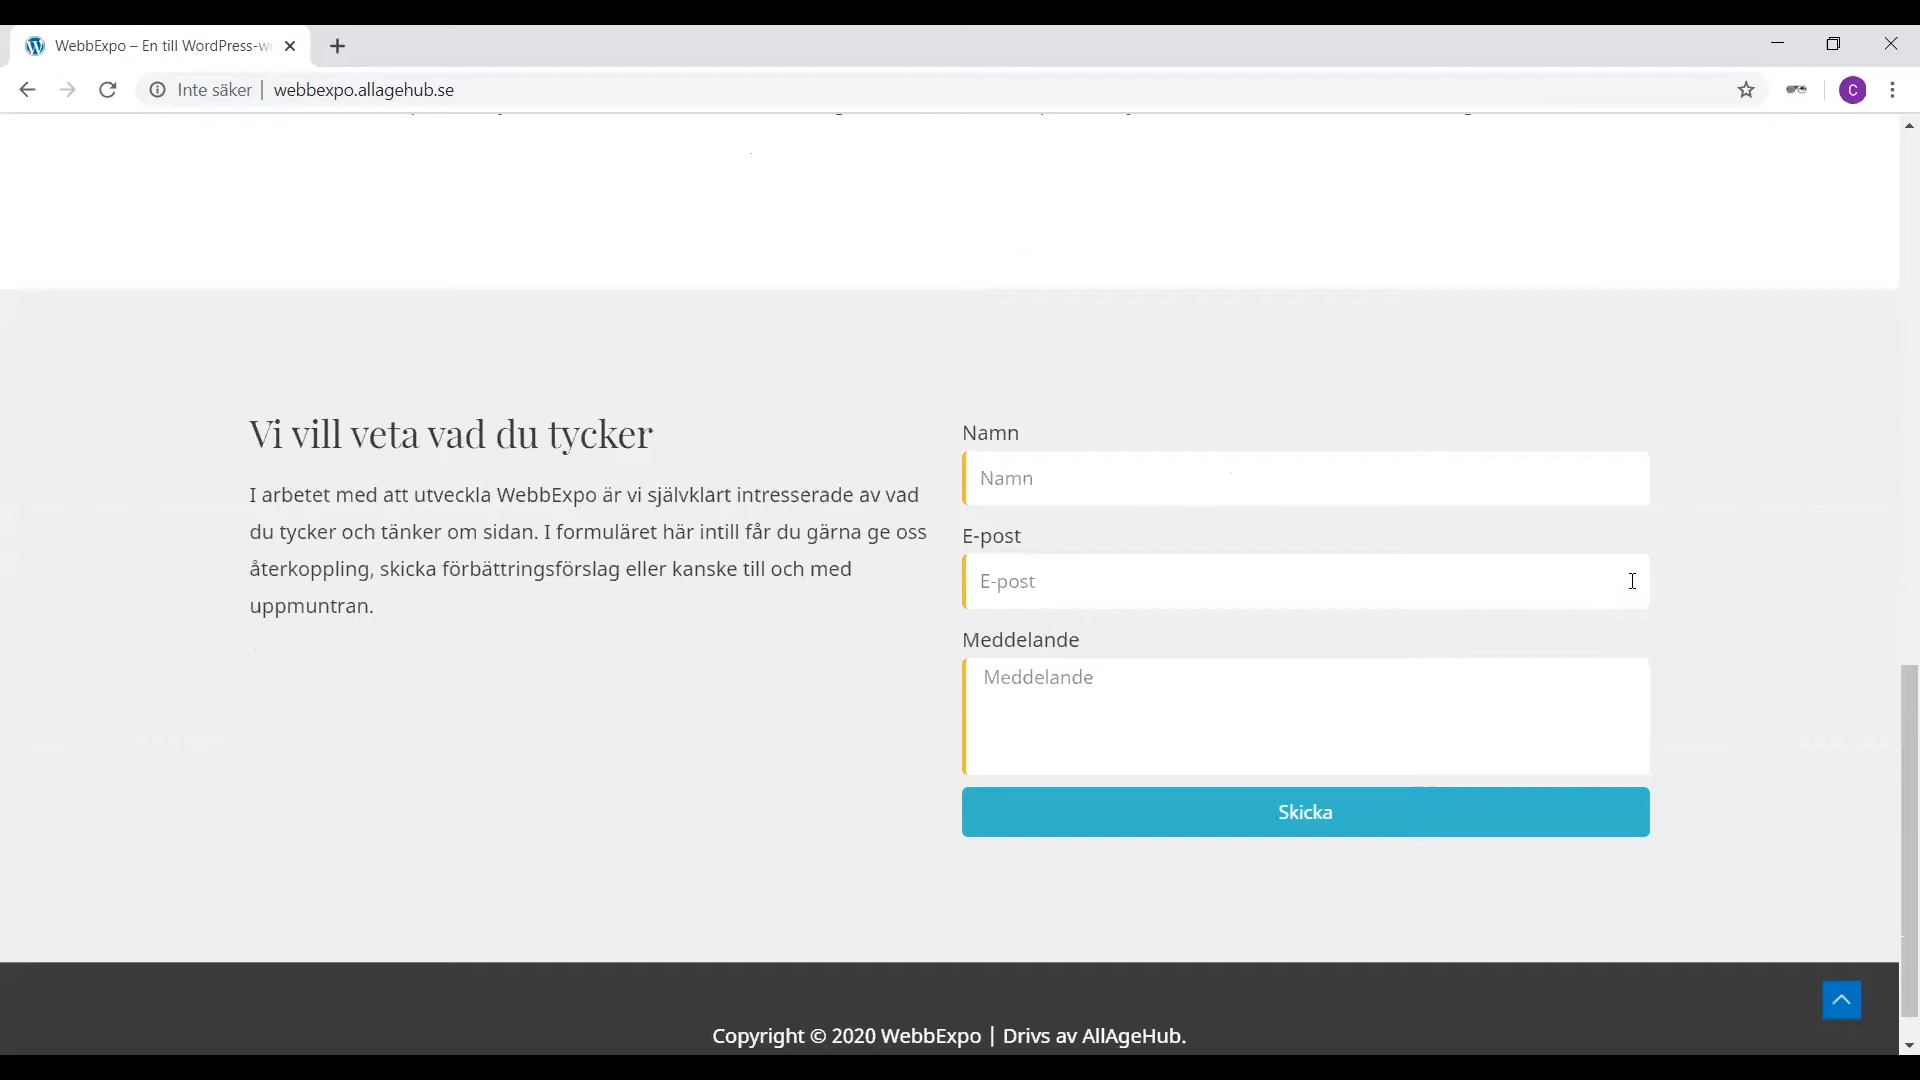 WebbExpo – En till WordPress-w
Inte säker | webbexpo.allagehub.se
C
Vi vill veta vad du tycker
I arbetet med att utveckla WebbExpo är vi självklart intresserade av vad
du tycker och tänker om sidan. I formuläret här intill får du gärna ge oss
återkoppling, skicka förbättringsförslag eller kanske till och med
uppmuntran.
Namn
Namn
E-post
E-post
Meddelande
Meddelande
Skicka
Copyright © 2020 WebbExpo | Drivs av AllAgeHub.